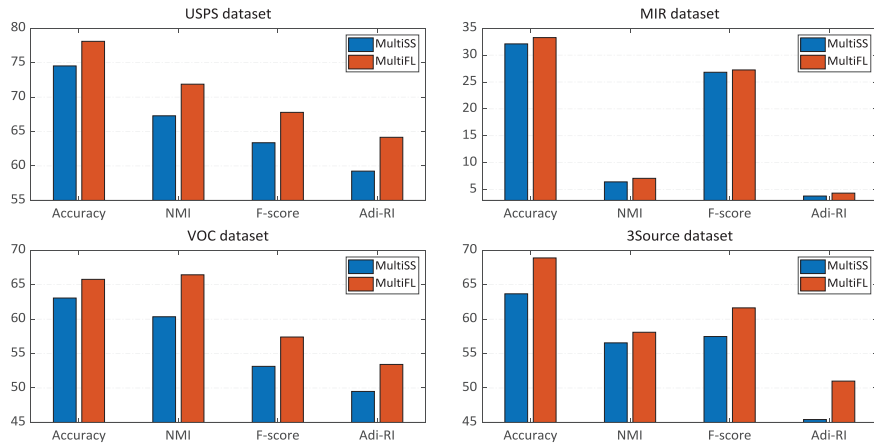 USPS dataset
80
75
70
65
60
55
MultiSS
MultiFL
Accuracy NMI F-score Adi-RI
MIR dataset
35
30
25
20
15
10
5
MultiSS
MultiFL
Accuracy NMI F-score Adi-RI
VOC dataset
70
65
60
55
50
45
MultiSS
MultiFL
Accuracy NMI F-score Adi-RI
3Source dataset
70
65
60
55
50
45
MultiSS
MultiFL
Accuracy NMI F-score Adi-RI